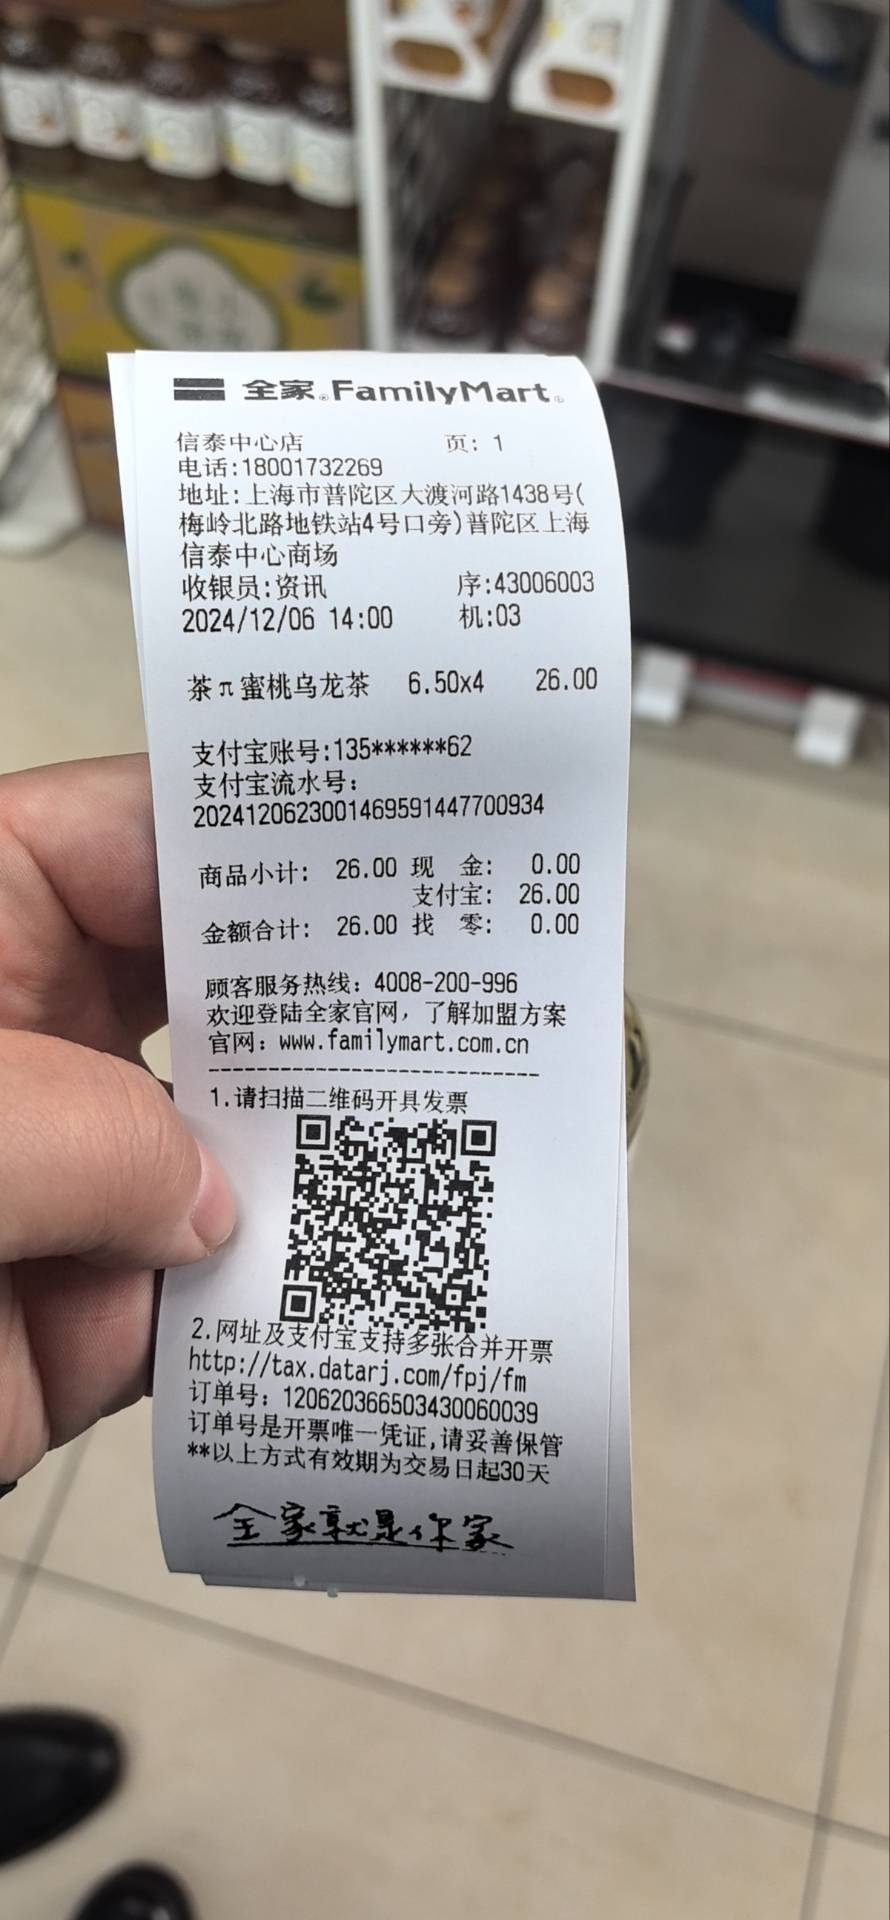 全家FamilyMart
信泰中心店 页: 1
电话:18001732269
地址:上海市普陀区大渡河路1438号(
梅岭北路地铁站4号口旁)普陀区上海
信泰中心商场
收银员:资讯 序:43006003
2024/12/06 14:00 机:03
茶π蜜桃乌龙茶 6.50x4 26.00
支付宝账号:135******62
支付宝流水号:
2024120623001469591447700934
商品小计: 26.00 现 金: 0.00
支付宝: 26.00
金额合计: 26.00 找 零: 0.00
顾客服务热线: 4008-200-996
欢迎登陆全家官网, 了解加盟方案
官网: www.familymart.com.cn
1.请扫描二维码开具发票
2.网址及支付宝支持多张合并开票
http://tax.datarj.com/fpj/fm
订单号: 120620366503430060039
订单号是开票唯一凭证,请妥善保管
**以上方式有效期为交易日起30天
全家就是你家